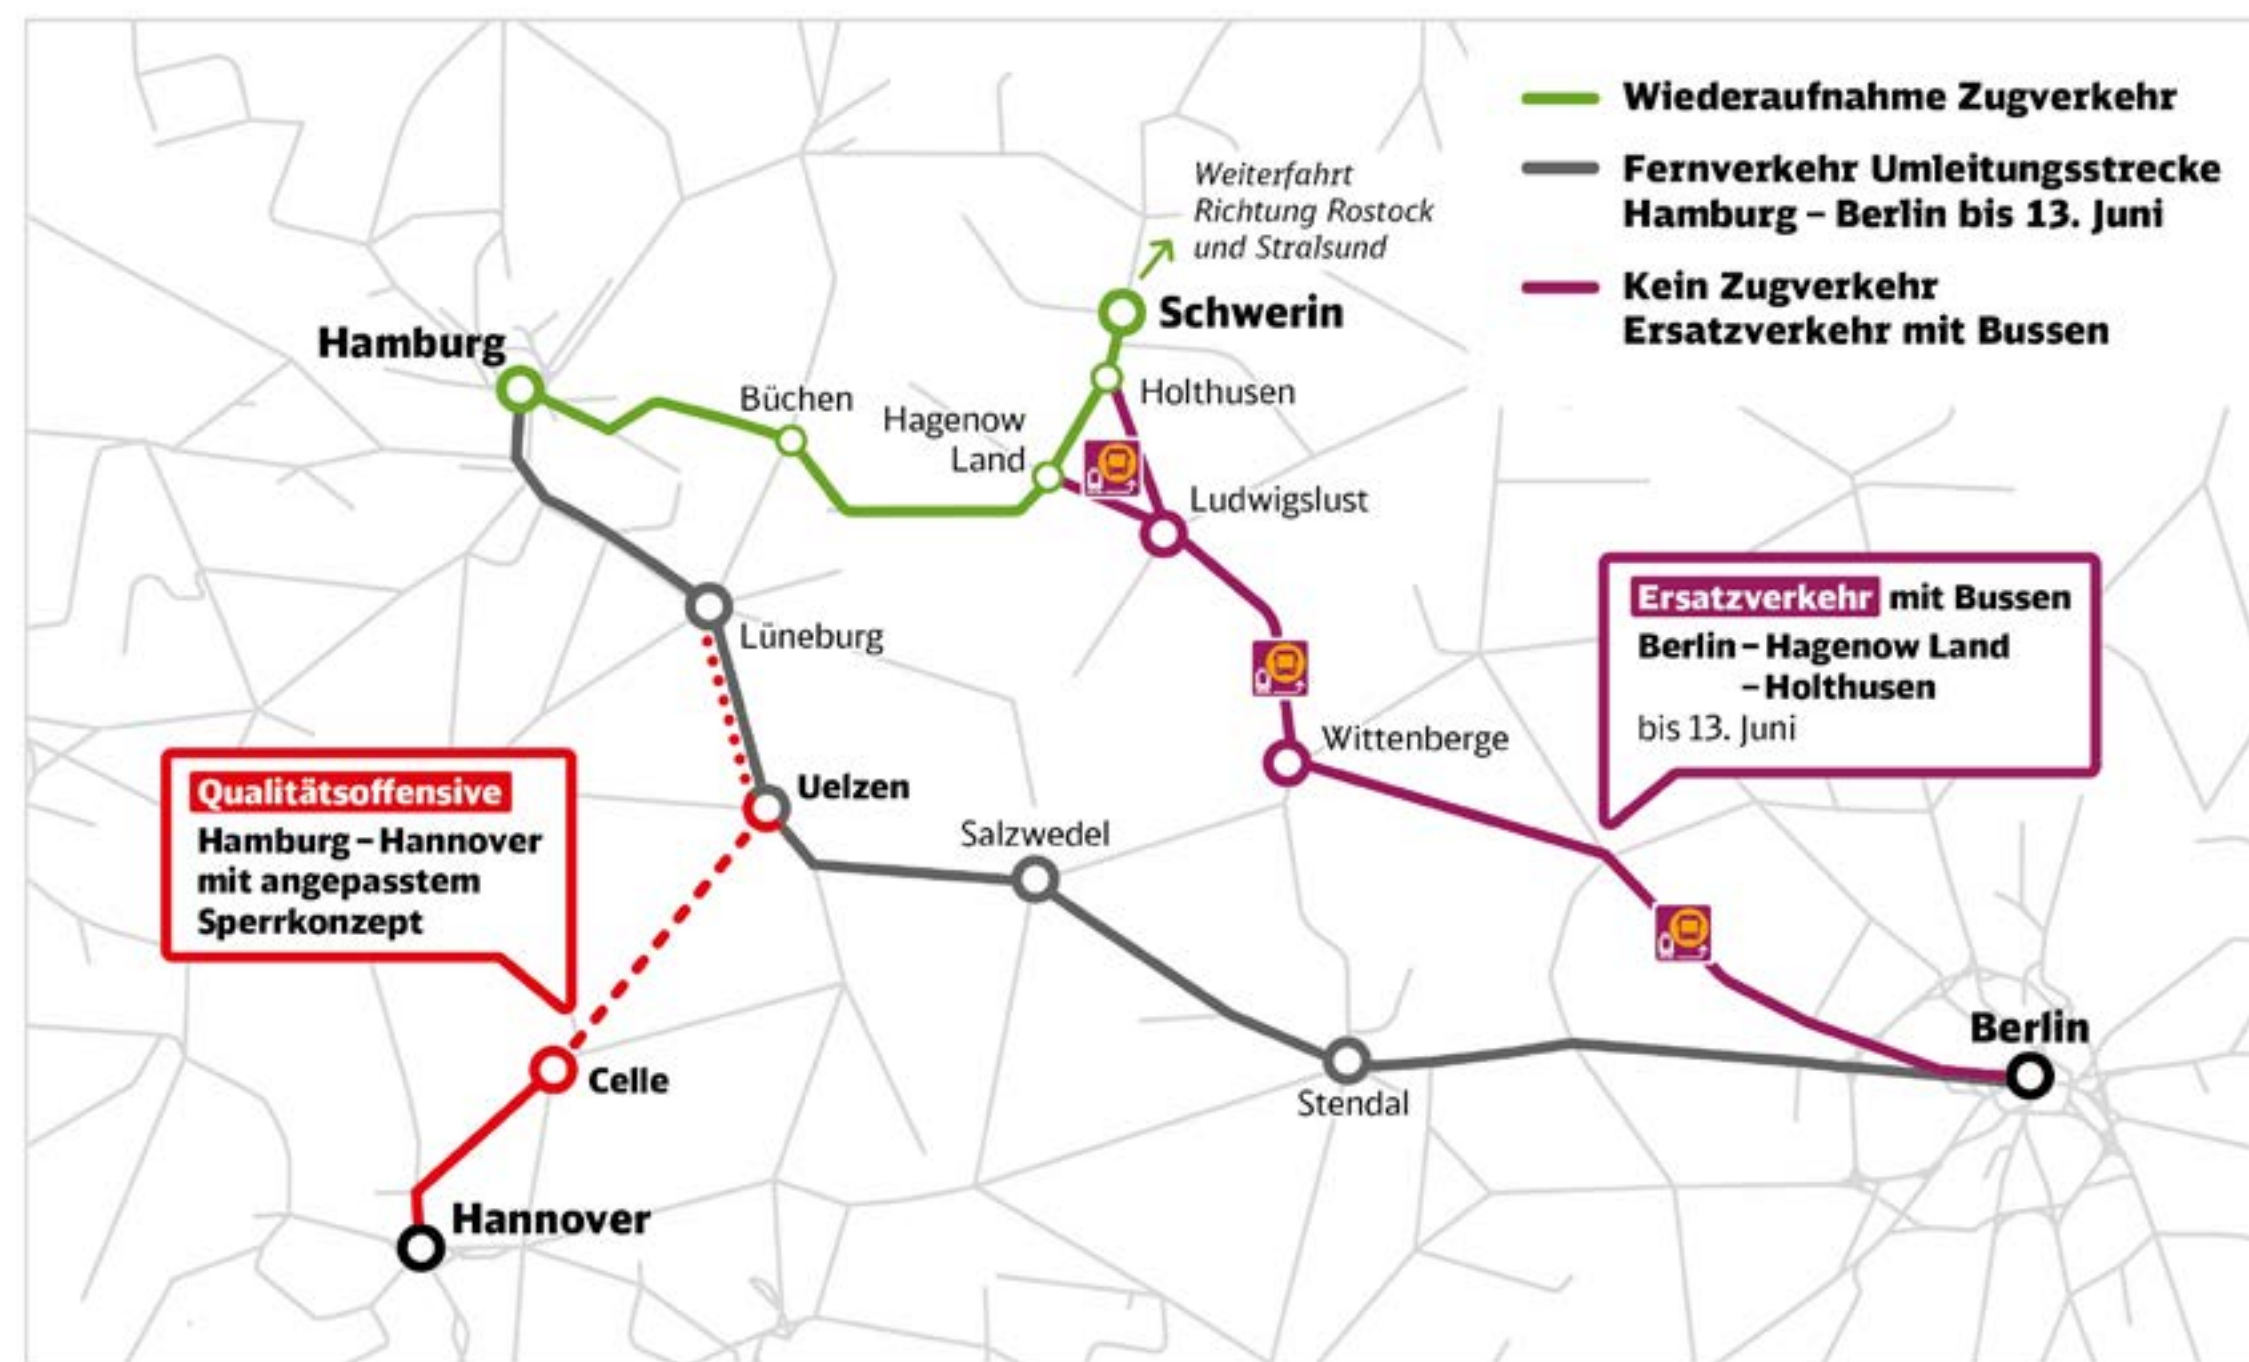 Wiederaufnahme Zugverkehr
Fernverkehr Umleitungsstrecke
Hamburg – Berlin bis 13. Juni
Kein Zugverkehr
Ersatzverkehr mit Bussen
Weiterfahrt
Richtung Rostock
und Stralsund
Schwerin
Hamburg
Holthusen
Büchen
Hagenow
Land
Ludwigslust
Lüneburg
Ersatzverkehr mit Bussen
Berlin – Hagenow Land
– Holthusen
bis 13. Juni
Wittenberge
Uelzen
Salzwedel
Qualitätsoffensive
Hamburg – Hannover
mit angepasstem
Sperrkonzept
Berlin
Celle
Stendal
Hannover